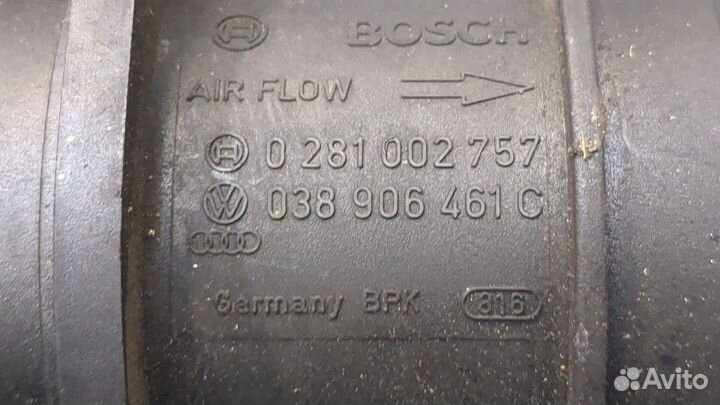 BOSCH
AIR FLOW
0 281 002 757
038 906 461 C
Germany BPK 816
Avito